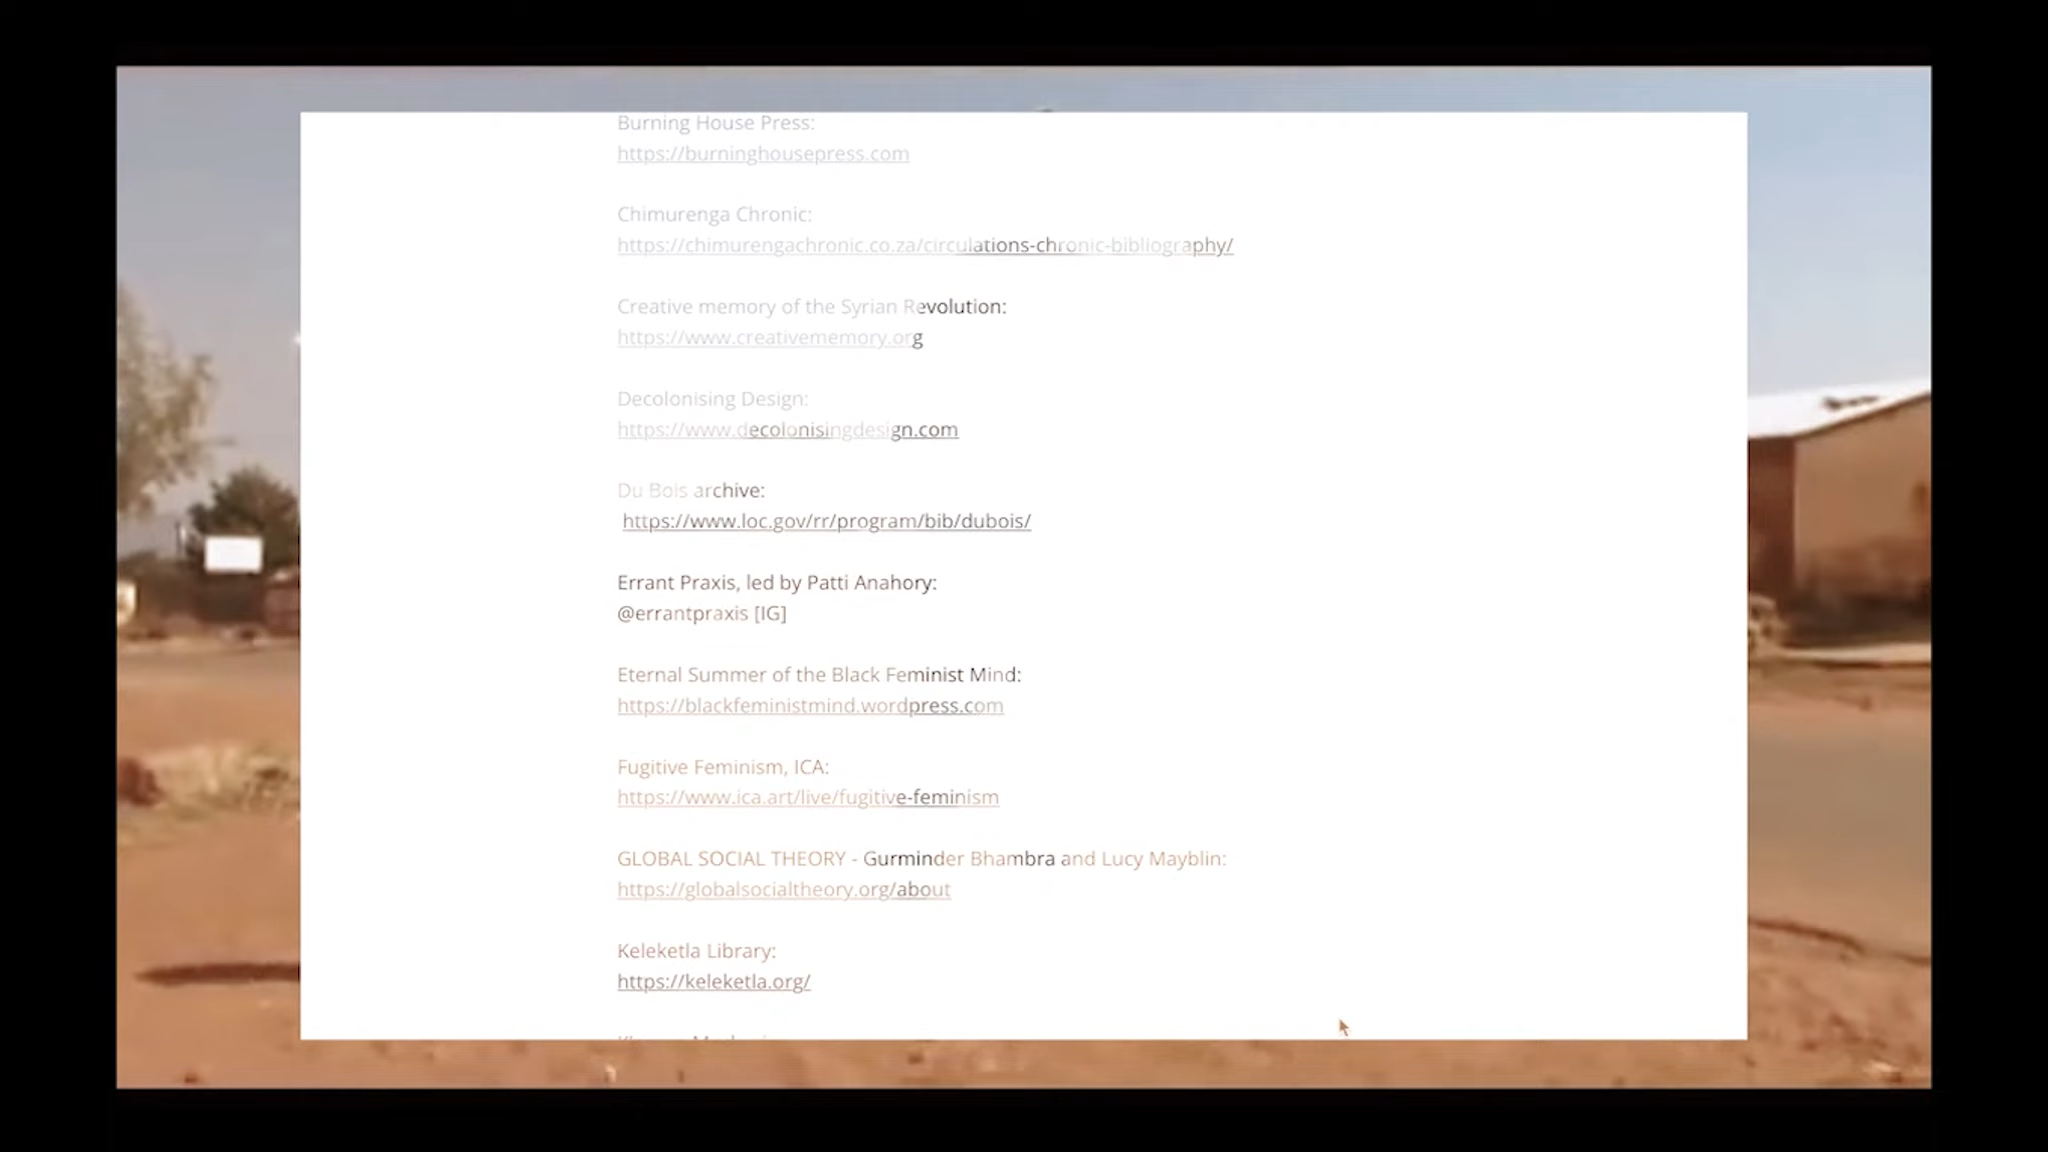 Burning House Press:
https://burninghousepress.com
Chimurenga Chronic:
https://chimurengachronic.co.za/circulations-chronic-bibliography/
Creative memory of the Syrian Revolution:
https://www.creativememory.org
Decolonising Design:
https://www.decolonisingdesign.com
Du Bois archive:
https://www.loc.gov/rr/program/bib/dubois/
Errant Praxis, led by Patti Anahory:
@errantpraxis [IG]
Eternal Summer of the Black Feminist Mind:
https://blackfeministmind.wordpress.com
Fugitive Feminism, ICA:
https://www.ica.art/live/fugitive-feminism
GLOBAL SOCIAL THEORY - Gurminder Bhambra and Lucy Mayblin:
https://globalsocialtheory.org/about
Keleketla Library:
https://keleketla.org/